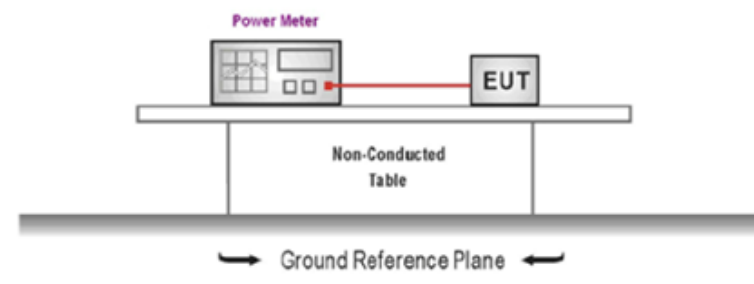 Power Meter
EUT
Non-Conducted
Table
Ground Reference Plane